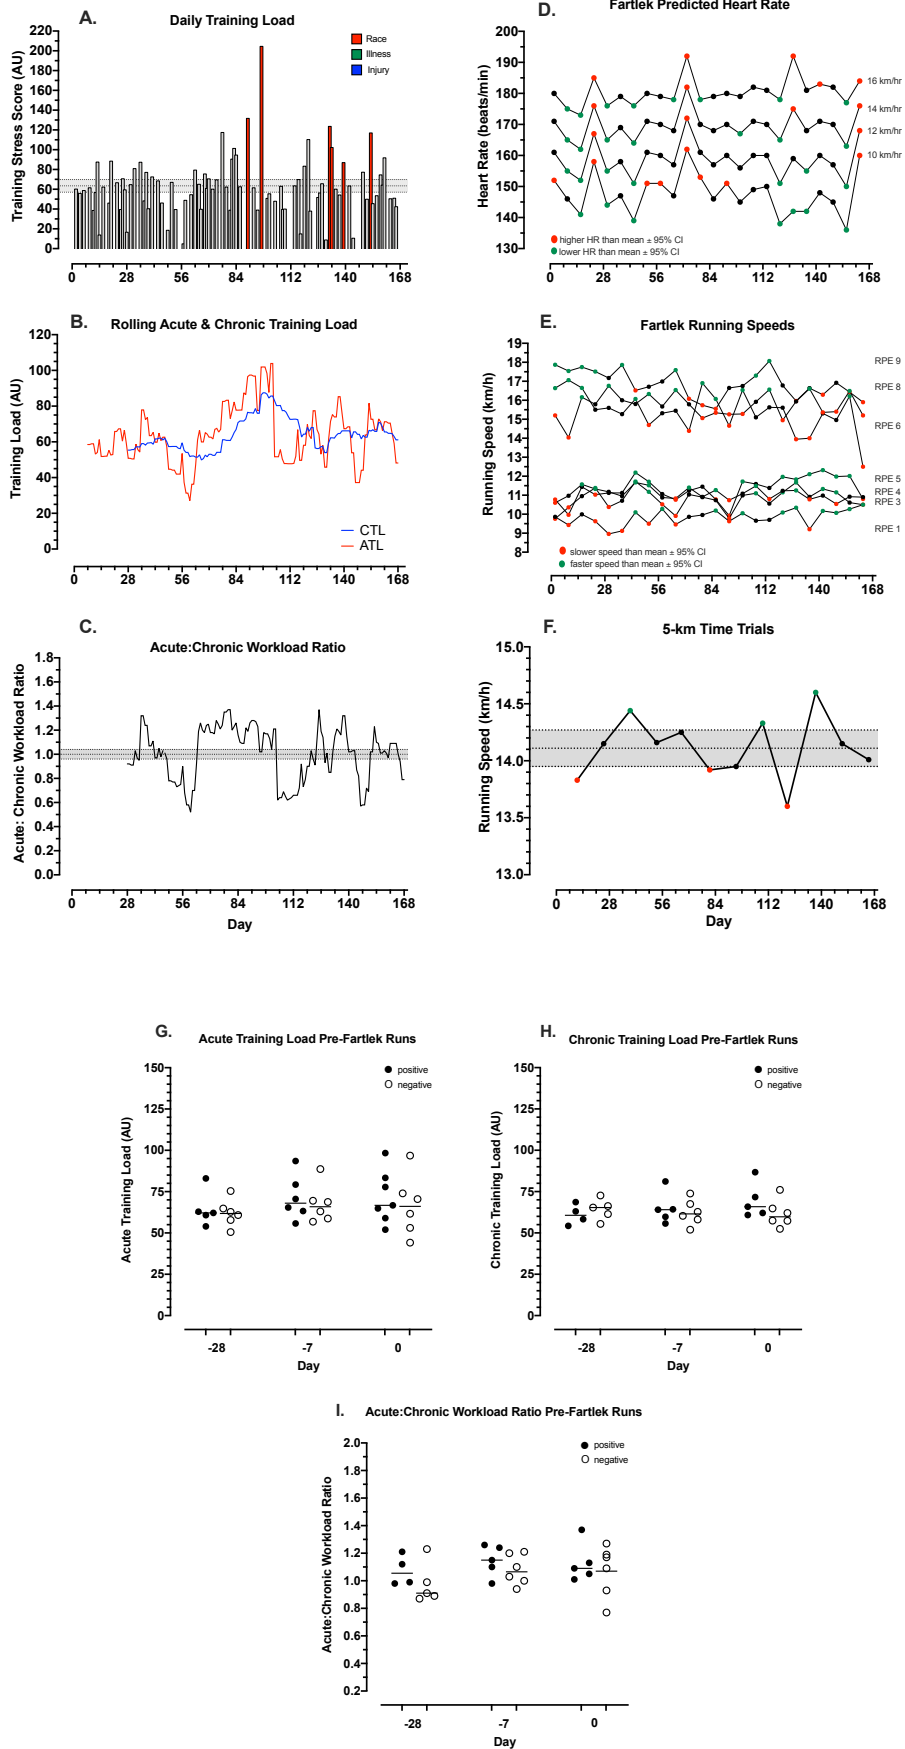 A.
Daily Training Load
Training Stress Score (AU)
220
200
180
160
140
120
100
80
60
40
20
0
Race
Illness
Injury
0 28 56 84 112 140 168
D.
Fartlek Predicted Heart Rate
Heart Rate (beats/min)
200
190
180
170
160
150
140
130
16 km/hr
14 km/hr
12 km/hr
10 km/hr
higher HR than mean ± 95% CI
lower HR than mean ± 95% CI
0 28 56 84 112 140 168
B.
Rolling Acute & Chronic Training Load
Training Load (AU)
120
100
80
60
40
20
0
CTL
ATL
0 28 56 84 112 140 168
E.
Fartlek Running Speeds
Running Speed (km/h)
19
18
17
16
15
14
13
12
11
10
9
8
RPE 9
RPE 8
RPE 6
RPE 5
RPE 4
RPE 3
RPE 1
slower speed than mean ± 95% CI
faster speed than mean ± 95% CI
0 28 56 84 112 140 168
C.
Acute:Chronic Workload Ratio
Acute: Chronic Workload Ratio
1.8
1.6
1.4
1.2
1.0
0.8
0.6
0.4
0.2
0.0
0 28 56 84 112 140 168
Day
F.
5-km Time Trials
Running Speed (km/h)
15.0
14.5
14.0
13.5
13.0
0 28 56 84 112 140 168
Day
G.
Acute Training Load Pre-Fartlek Runs
Acute Training Load (AU)
150
125
100
75
50
25
0
positive
negative
-28 -7 0
Day
H.
Chronic Training Load Pre-Fartlek Runs
Chronic Training Load (AU)
150
125
100
75
50
25
0
positive
negative
-28 -7 0
Day
I.
Acute:Chronic Workload Ratio Pre-Fartlek Runs
Acute:Chronic Workload Ratio
2.0
1.8
1.6
1.4
1.2
1.0
0.8
0.6
0.4
0.2
positive
negative
-28 -7 0
Day